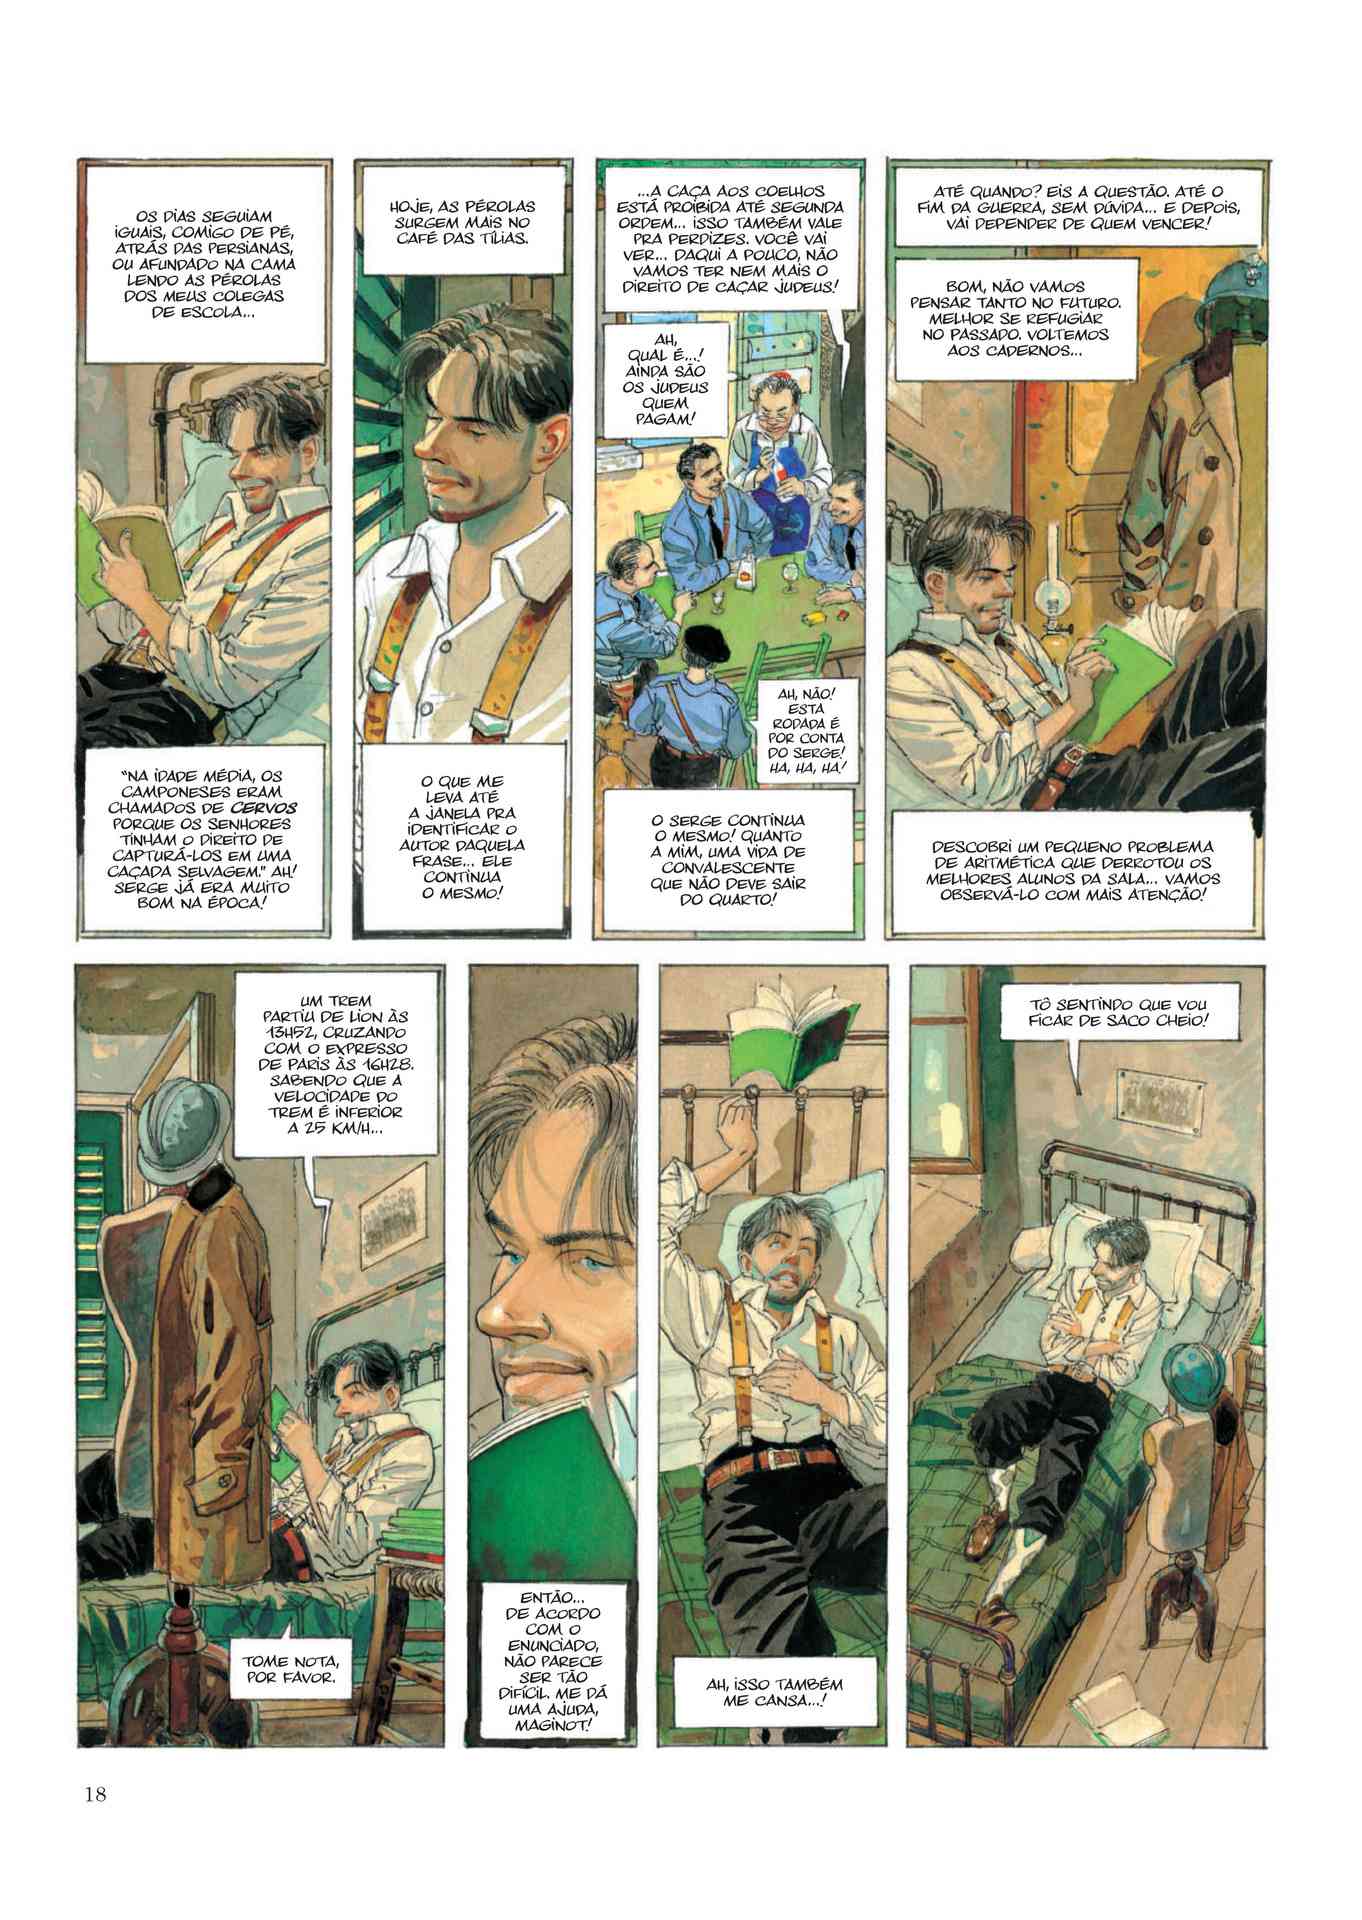 OS DIAS SEGUIAM
IGUAIS, COMIGO DE PÉ,
ATRÁS DAS PERSIANAS,
OU AFUNDADO NA CAMA
LENDO AS PÉROLAS
DOS MEUS COLEGAS
DE ESCOLA...
"NA IDADE MÉDIA, OS
CAMPONESES ERAM
CHAMADOS DE CERVOS
PORQUE OS SENHORES
TINHAM O DIREITO DE
CAPTURÁ-LOS EM UMA
CAÇADA SELVAGEM." AH!
SERGE JÁ ERA MUITO
BOM NA ÉPOCA!
HOJE, AS PÉROLAS
SURGEM MAIS NO
CAFÉ DAS TÍLIAS.
O QUE ME
LEVA ATÉ
A JANELA PRA
IDENTIFICAR O
AUTOR DAQUELA
FRASE... ELE
CONTINUA
O MESMO!
...A CAÇA AOS COELHOS
ESTÁ PROIBIDA ATÉ SEGUNDA
ORDEM... ISSO TAMBÉM VALE
PRA PERDIZES. VOCÊ VAI
VER... DAQUI A POUCO, NÃO
VAMOS TER NEM MAIS O
DIREITO DE CAÇAR JUDEUS!
AH,
QUAL É...!
AINDA SÃO
OS JUDEUS
QUEM
PAGAM!
AH, NÃO!
ESTA
RODADA É
POR CONTA
DO SERGE!
HA, HA, HA!
O SERGE CONTINUA
O MESMO! QUANTO
A MIM, UMA VIDA DE
CONVALESCENTE
QUE NÃO DEVE SAIR
DO QUARTO!
ATÉ QUANDO? EIS A QUESTÃO. ATÉ O
FIM DA GUERRA, SEM DÚVIDA... E DEPOIS,
VAI DEPENDER DE QUEM VENCER!
BOM, NÃO VAMOS
PENSAR TANTO NO FUTURO.
MELHOR SE REFUGIAR
NO PASSADO. VOLTEMOS
AOS CADERNOS...
DESCOBRI UM PEQUENO PROBLEMA
DE ARITMÉTICA QUE DERROTOU OS
MELHORES ALUNOS DA SALA... VAMOS
OBSERVÁ-LO COM MAIS ATENÇÃO!
UM TREM
PARTIU DE LION ÀS
13H52, CRUZANDO
COM O EXPRESSO
DE PARIS ÀS 16H28.
SABENDO QUE A
VELOCIDADE DO
TREM É INFERIOR
A 25 KM/H...
TOME NOTA,
POR FAVOR.
ENTÃO...
DE ACORDO
COM O
ENUNCIADO,
NÃO PARECE
SER TÃO
DIFÍCIL. ME DÁ
UMA AJUDA,
MAGINOT!
AH, ISSO TAMBÉM
ME CANSA...!
TÔ SENTINDO QUE VOU
FICAR DE SACO CHEIO!
18